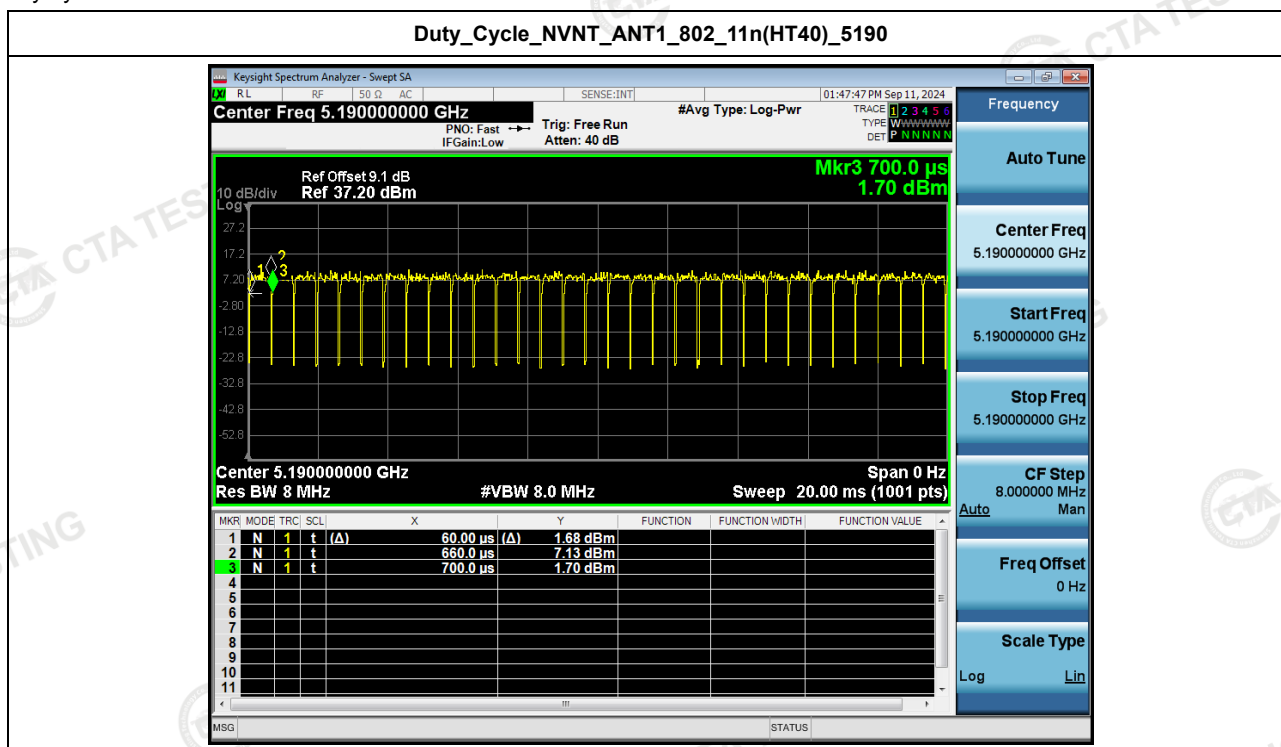 Duty_Cycle_NVNT_ANT1_802_11n(HT40)_5190
CTA TESTING
Keysight Spectrum Analyzer - Swept SA
LXI RL RF 50 Ω AC SENSE:INT 01:47:47 PM Sep 11, 2024
Center Freq 5.190000000 GHz #Avg Type: Log-Pwr TRACE 1 2 3 4 5 6
PNO: Fast Trig: Free Run TYPE WWWWWW
IFGain:Low Atten: 40 dB DET P N N N N N
Frequency
Auto Tune
Mkr3 700.0 µs
Ref Offset 9.1 dB
10 dB/div Ref 37.20 dBm 1.70 dBm
Log
27.2
17.2
7.20
-2.80
-12.8
-22.8
-32.8
-42.8
-52.8
1 2 3
Center Freq
5.190000000 GHz
Start Freq
5.190000000 GHz
Stop Freq
5.190000000 GHz
Center 5.190000000 GHz Span 0 Hz
Res BW 8 MHz #VBW 8.0 MHz Sweep 20.00 ms (1001 pts)
CF Step
8.000000 MHz
Auto Man
MKR MODE TRC SCL X Y FUNCTION FUNCTION WIDTH FUNCTION VALUE
1 N 1 t (Δ) 60.00 µs (Δ) 1.68 dBm
2 N 1 t 660.0 µs 7.13 dBm
3 N 1 t 700.0 µs 1.70 dBm
4
5
6
7
8
9
10
11
Freq Offset
0 Hz
Scale Type
Log Lin
MSG STATUS